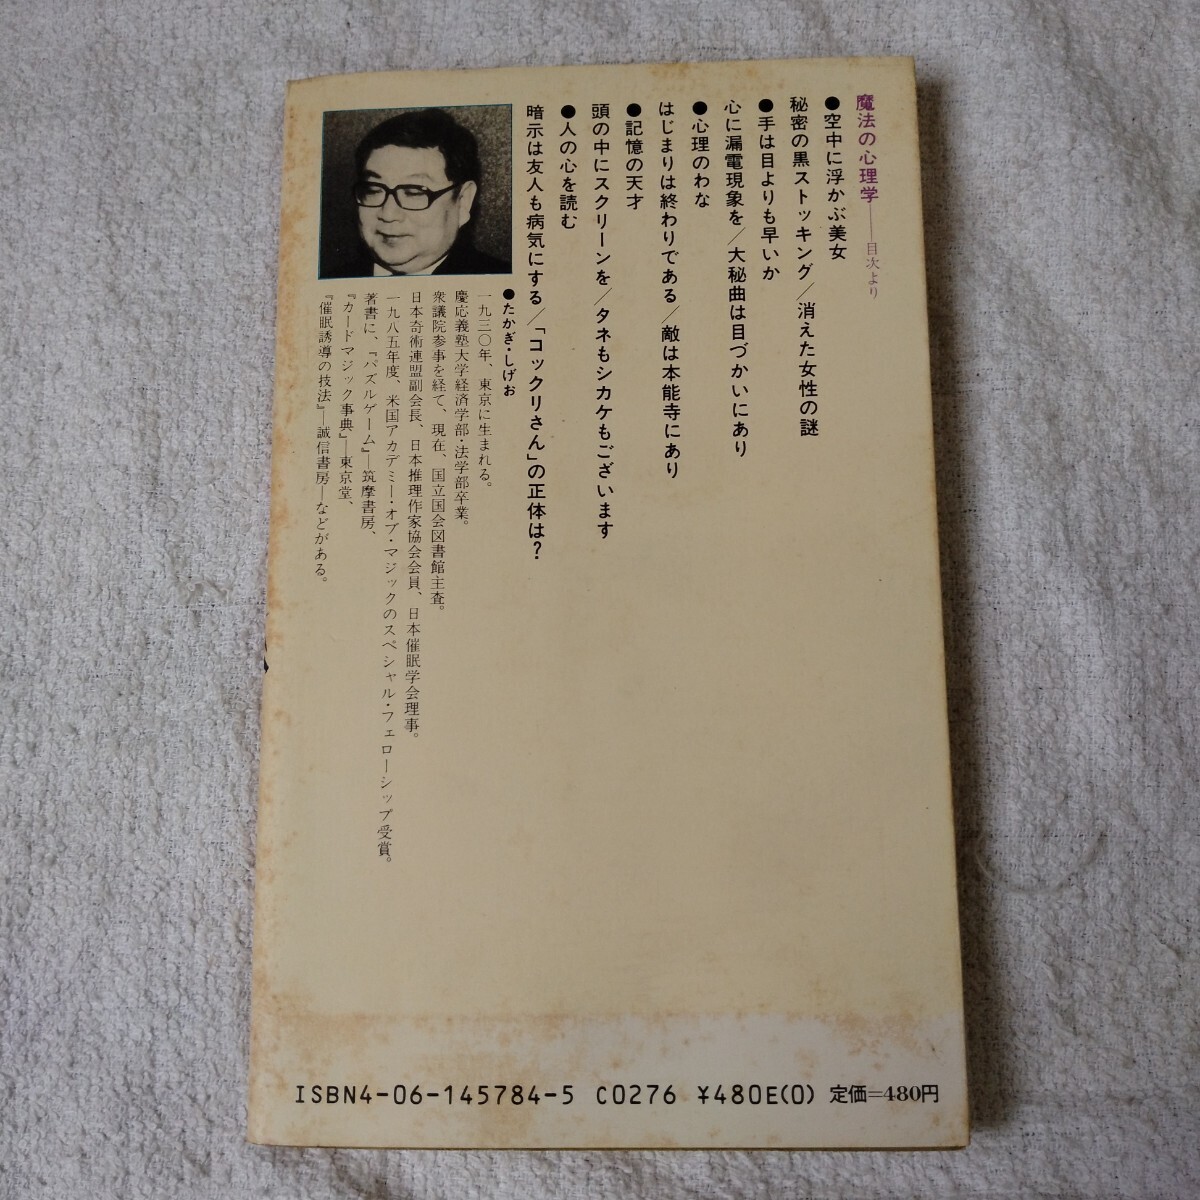 魔法の心理学——目次より
●空中に浮かぶ美女
秘密の黒ストッキング／消えた女性の謎
●手は目よりも早いか
心に漏電現象を／大秘曲は目づかいにあり
●心理のわな
はじまりは終わりである／敵は本能寺にあり
●記憶の天才
頭の中にスクリーンを／タネもシカケもございます
●人の心を読む
暗示は友人も病気にする／「コックリさん」の正体は？
●たかぎ・しげお
一九三〇年、東京に生まれる。
慶応義塾大学経済学部・法学部卒業。
衆議院参事を経て、現在、国立国会図書館主査。
日本奇術連盟副会長、日本推理作家協会会員、日本催眠学会理事。
一九八五年度、米国アカデミー・オブ・マジックのスペシャル・フェローシップ受賞。
著書に、『パズルゲーム』—筑摩書房、
『カードマジック事典』—東京堂、
『催眠誘導の技法』—誠信書房—などがある。
ISBN4-06-145784-5 C0276 ¥480E(0) 定価=480円